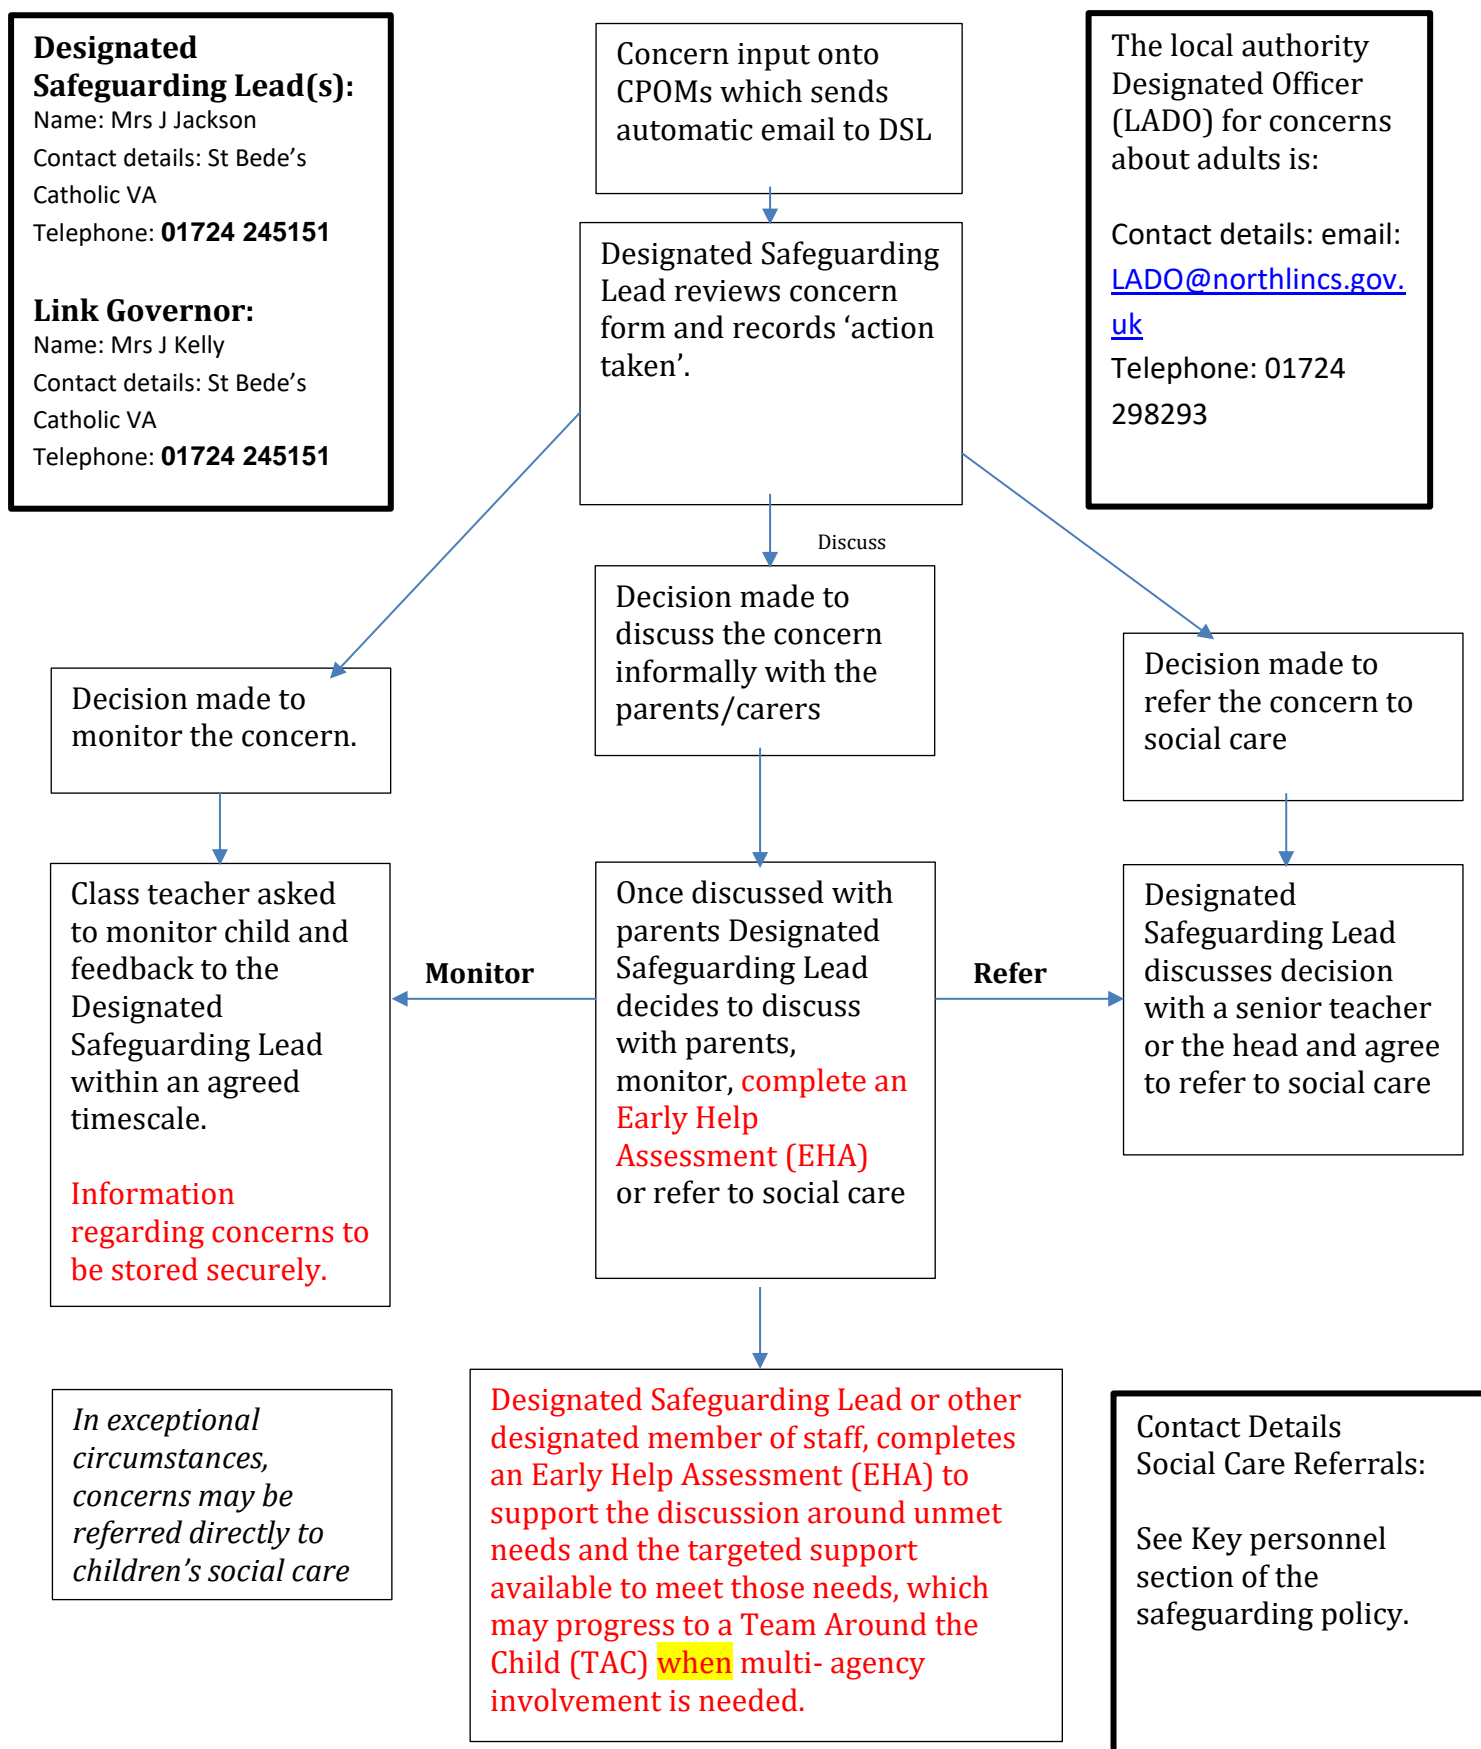 Designated
Safeguarding Lead(s):
Name: Mrs J Jackson
Contact details: St Bede’s
Catholic VA
Telephone: 01724 245151
Link Governor:
Name: Mrs J Kelly
Contact details: St Bede’s
Catholic VA
Telephone: 01724 245151
Concern input onto
CPOMs which sends
automatic email to DSL
The local authority
Designated Officer
(LADO) for concerns
about adults is:
Contact details: email:
LADO@northlincs.gov.
uk
Telephone: 01724
298293
Designated Safeguarding
Lead reviews concern
form and records ‘action
taken’.
Discuss
Decision made to
monitor the concern.
Decision made to
discuss the concern
informally with the
parents/carers
Decision made to
refer the concern to
social care
Class teacher asked
to monitor child and
feedback to the
Designated
Safeguarding Lead
within an agreed
timescale.
Information
regarding concerns to
be stored securely.
Monitor
Once discussed with
parents Designated
Safeguarding Lead
decides to discuss
with parents,
monitor, complete an
Early Help
Assessment (EHA)
or refer to social care
Refer
Designated
Safeguarding Lead
discusses decision
with a senior teacher
or the head and agree
to refer to social care
In exceptional
circumstances,
concerns may be
referred directly to
children’s social care
Designated Safeguarding Lead or other
designated member of staff, completes
an Early Help Assessment (EHA) to
support the discussion around unmet
needs and the targeted support
available to meet those needs, which
may progress to a Team Around the
Child (TAC) when multi- agency
involvement is needed.
Contact Details
Social Care Referrals:
See Key personnel
section of the
safeguarding policy.